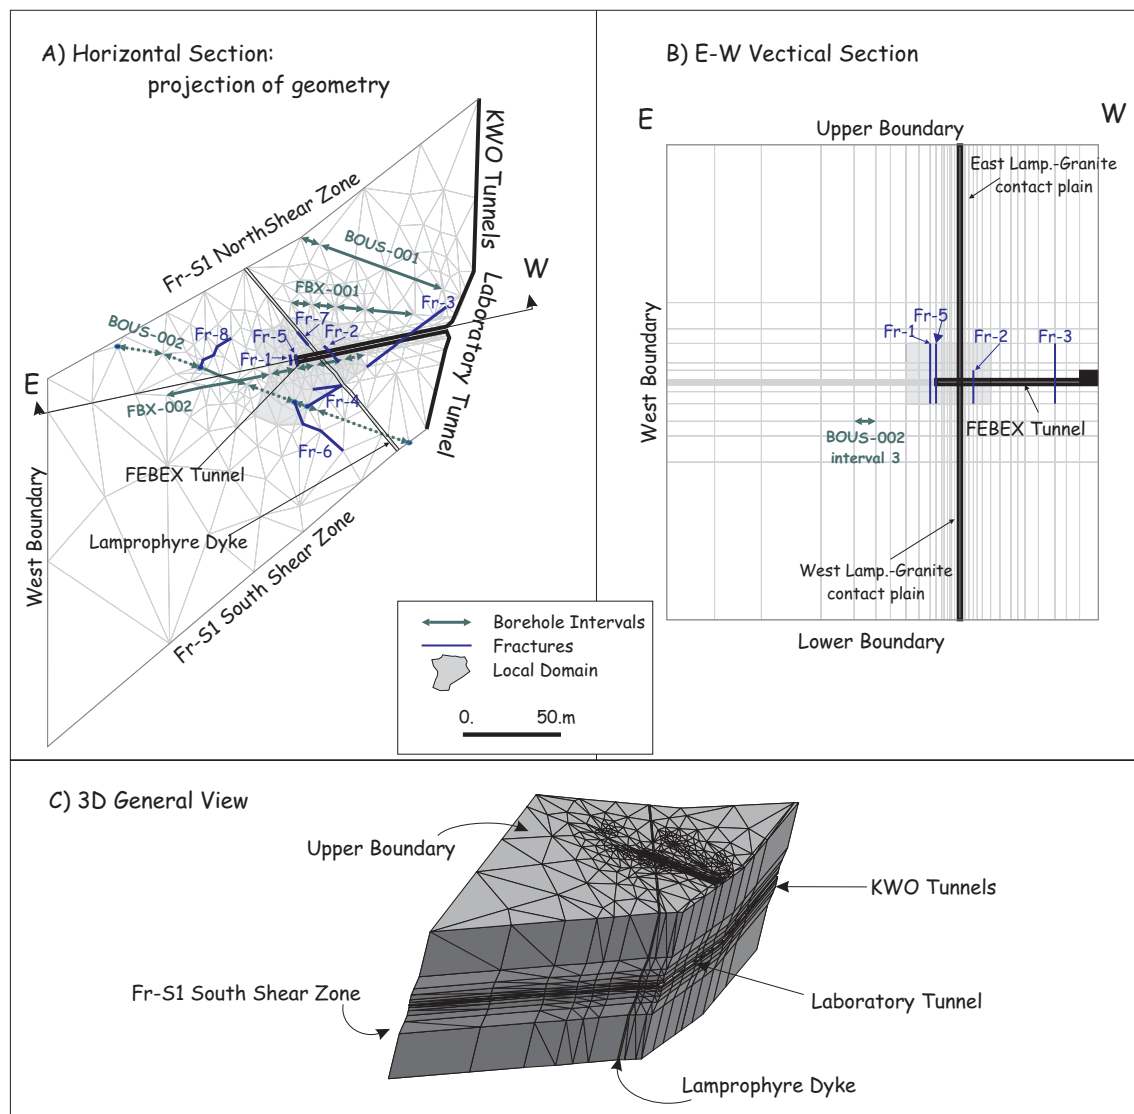 A) Horizontal Section:
projection of geometry
KWO Tunnels
Laboratory Tunnel
Fr-S1 NorthShear Zone
BOUS-001
W
FBX-001
Fr-3
Fr-7
Fr-2
BOUS-002
Fr-8
Fr-5
Fr-1
E
FBX-002
Fr-4
Fr-6
FEBEX Tunnel
West Boundary
Lamprophyre Dyke
Fr-S1 South Shear Zone
Borehole Intervals
Fractures
Local Domain
0.
50.m
B) E-W Vectical Section
E
W
Upper Boundary
East Lamp.-Granite
contact plain
West Boundary
Fr-5
Fr-1
Fr-2
Fr-3
FEBEX Tunnel
BOUS-002
interval 3
West Lamp.-Granite
contact plain
Lower Boundary
C) 3D General View
Upper Boundary
KWO Tunnels
Fr-S1 South Shear Zone
Laboratory Tunnel
Lamprophyre Dyke